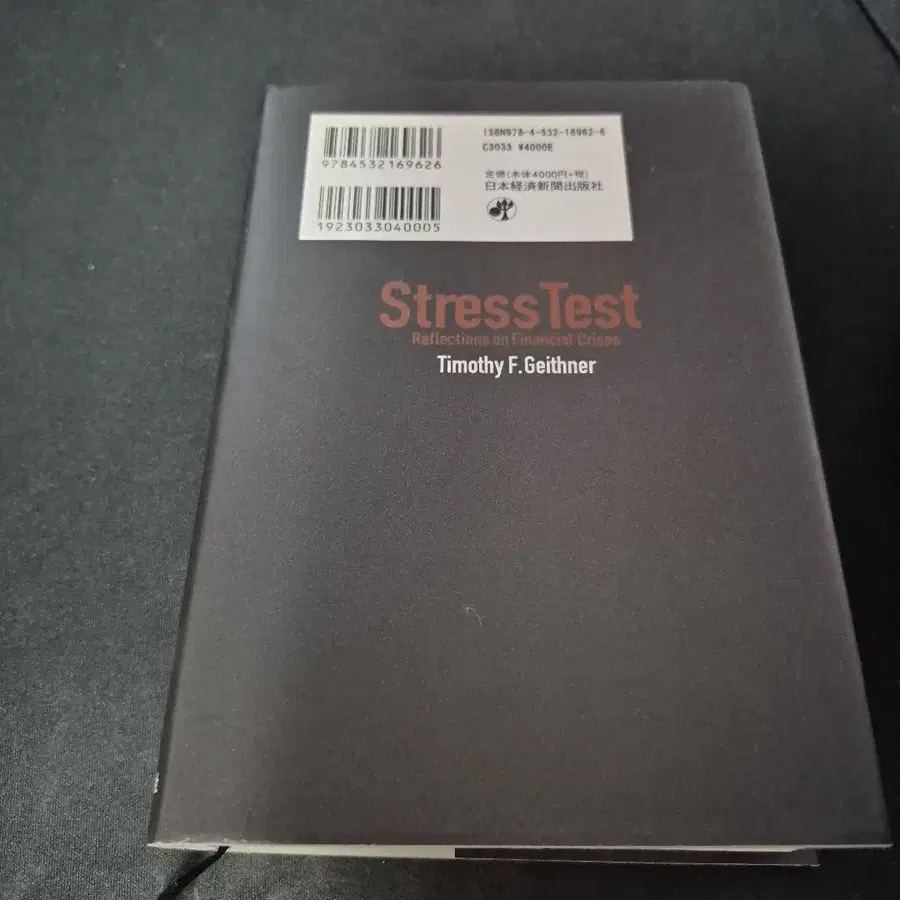 ISBN978-4-532-16962-6
C3033 ¥4000E
9784532169626
定価(本体4000円+税)
日本経済新聞出版社
1923033040005
StressTest
Reflections on Financial Crises
Timothy F. Geithner